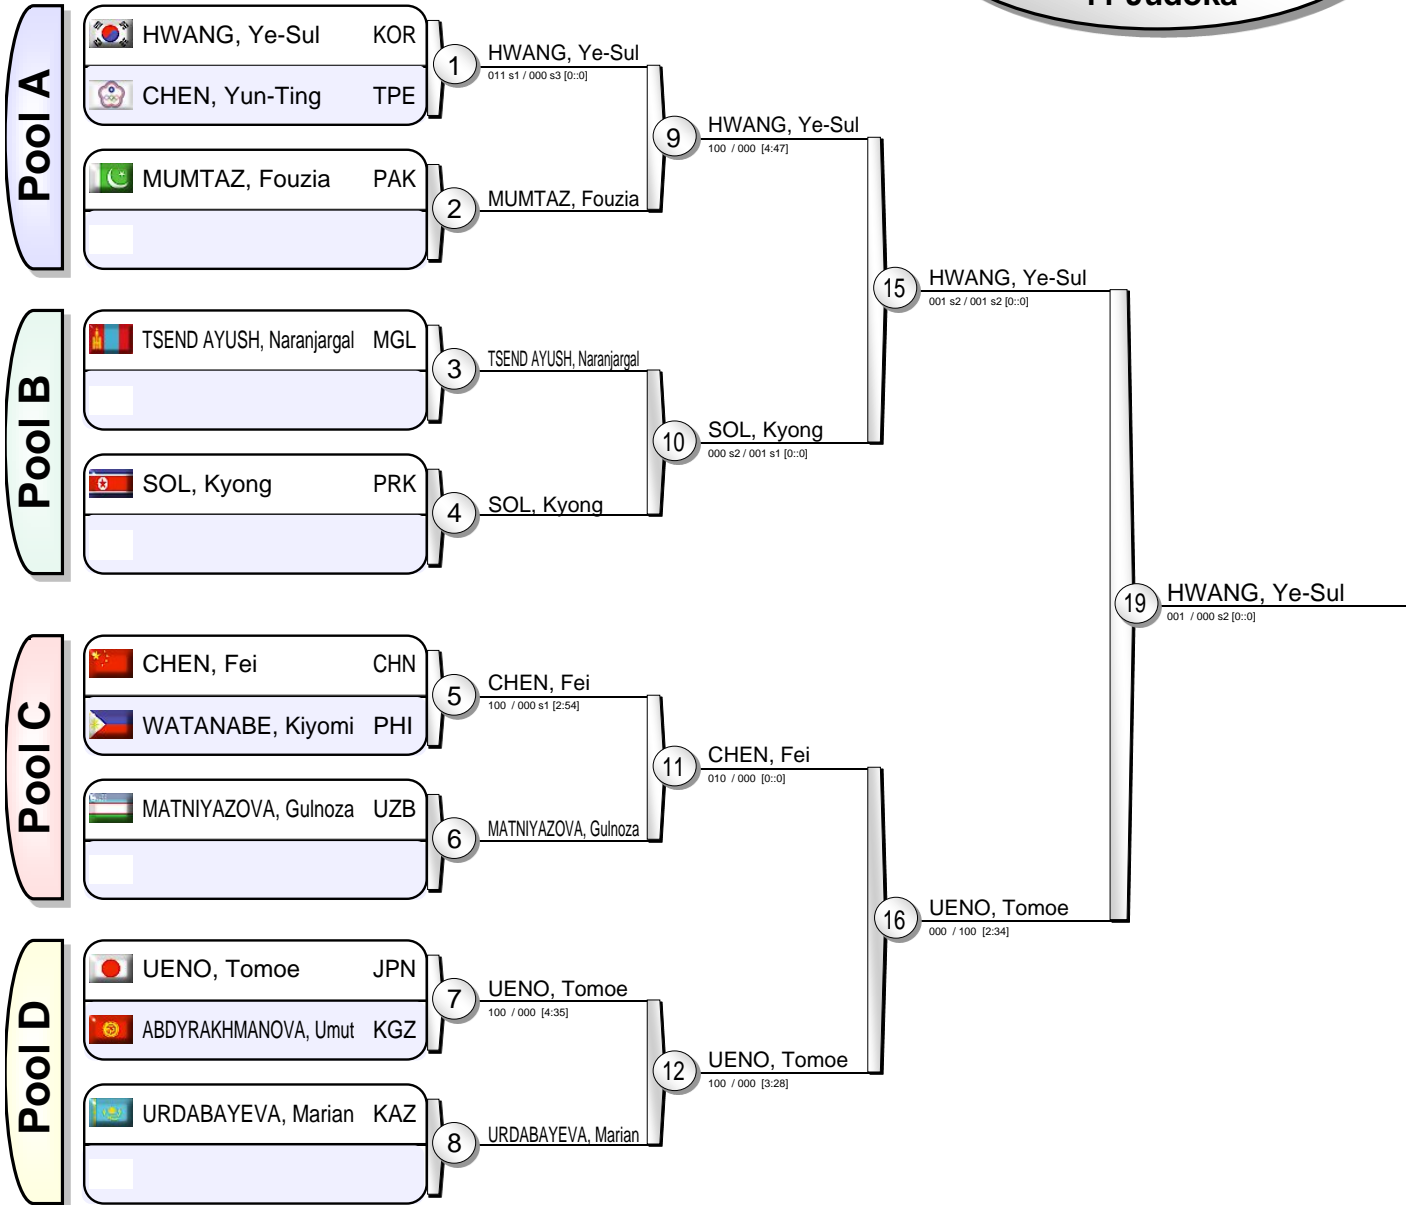 11 Judoka
Pool A
HWANG, Ye-Sul KOR
CHEN, Yun-Ting TPE
1
HWANG, Ye-Sul
011 s1 / 000 s3 [0::0]
MUMTAZ, Fouzia PAK
2
MUMTAZ, Fouzia
9
HWANG, Ye-Sul
100 / 000 [4:47]
Pool B
TSEND AYUSH, Naranjargal MGL
3
TSEND AYUSH, Naranjargal
SOL, Kyong PRK
4
SOL, Kyong
10
SOL, Kyong
000 s2 / 001 s1 [0::0]
15
HWANG, Ye-Sul
001 s2 / 001 s2 [0::0]
Pool C
CHEN, Fei CHN
WATANABE, Kiyomi PHI
5
CHEN, Fei
100 / 000 s1 [2:54]
MATNIYAZOVA, Gulnoza UZB
6
MATNIYAZOVA, Gulnoza
11
CHEN, Fei
010 / 000 [0::0]
Pool D
UENO, Tomoe JPN
ABDYRAKHMANOVA, Umut KGZ
7
UENO, Tomoe
100 / 000 [4:35]
URDABAYEVA, Marian KAZ
8
URDABAYEVA, Marian
12
UENO, Tomoe
100 / 000 [3:28]
16
UENO, Tomoe
000 / 100 [2:34]
19
HWANG, Ye-Sul
001 / 000 s2 [0::0]